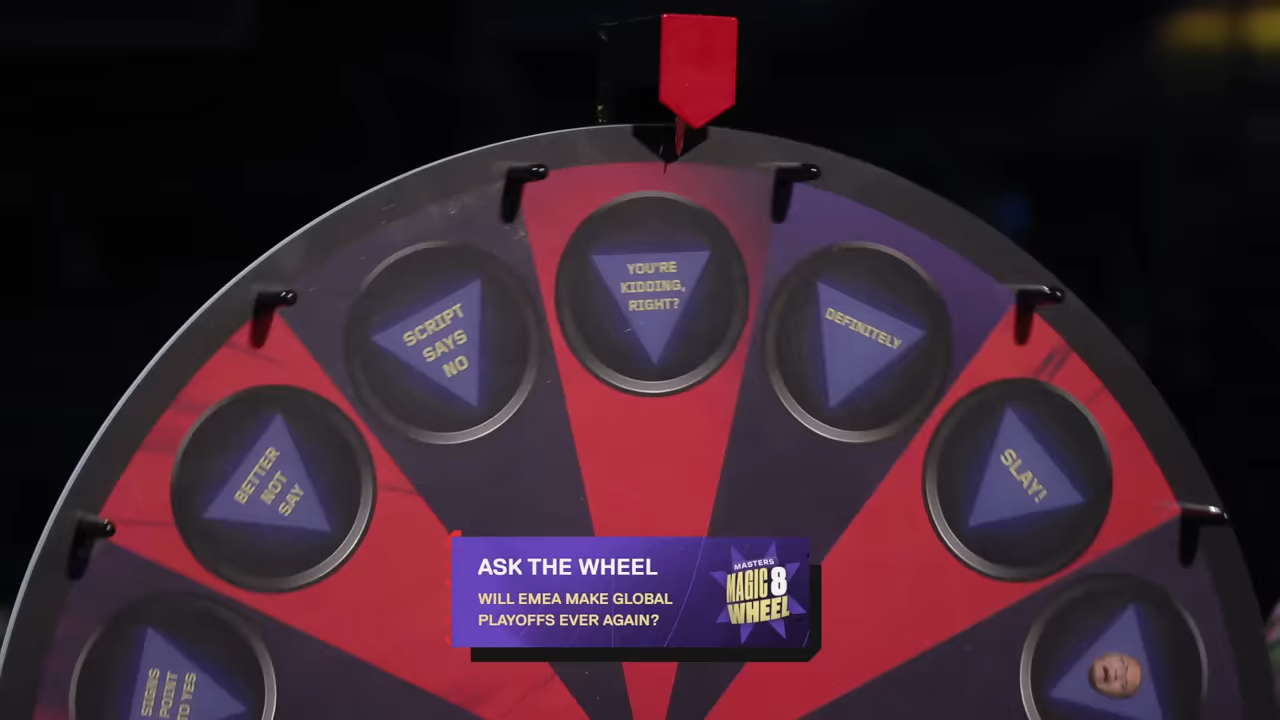 YOU'RE
KIDDING,
RIGHT?
SCRIPT
SAYS
NO
DEFINITELY
BETTER
NOT
SAY
SLAY!
SIGNS
POINT
TO YES
ASK THE WHEEL
WILL EMEA MAKE GLOBAL
PLAYOFFS EVER AGAIN?
MASTERS
MAGIC 8
WHEEL